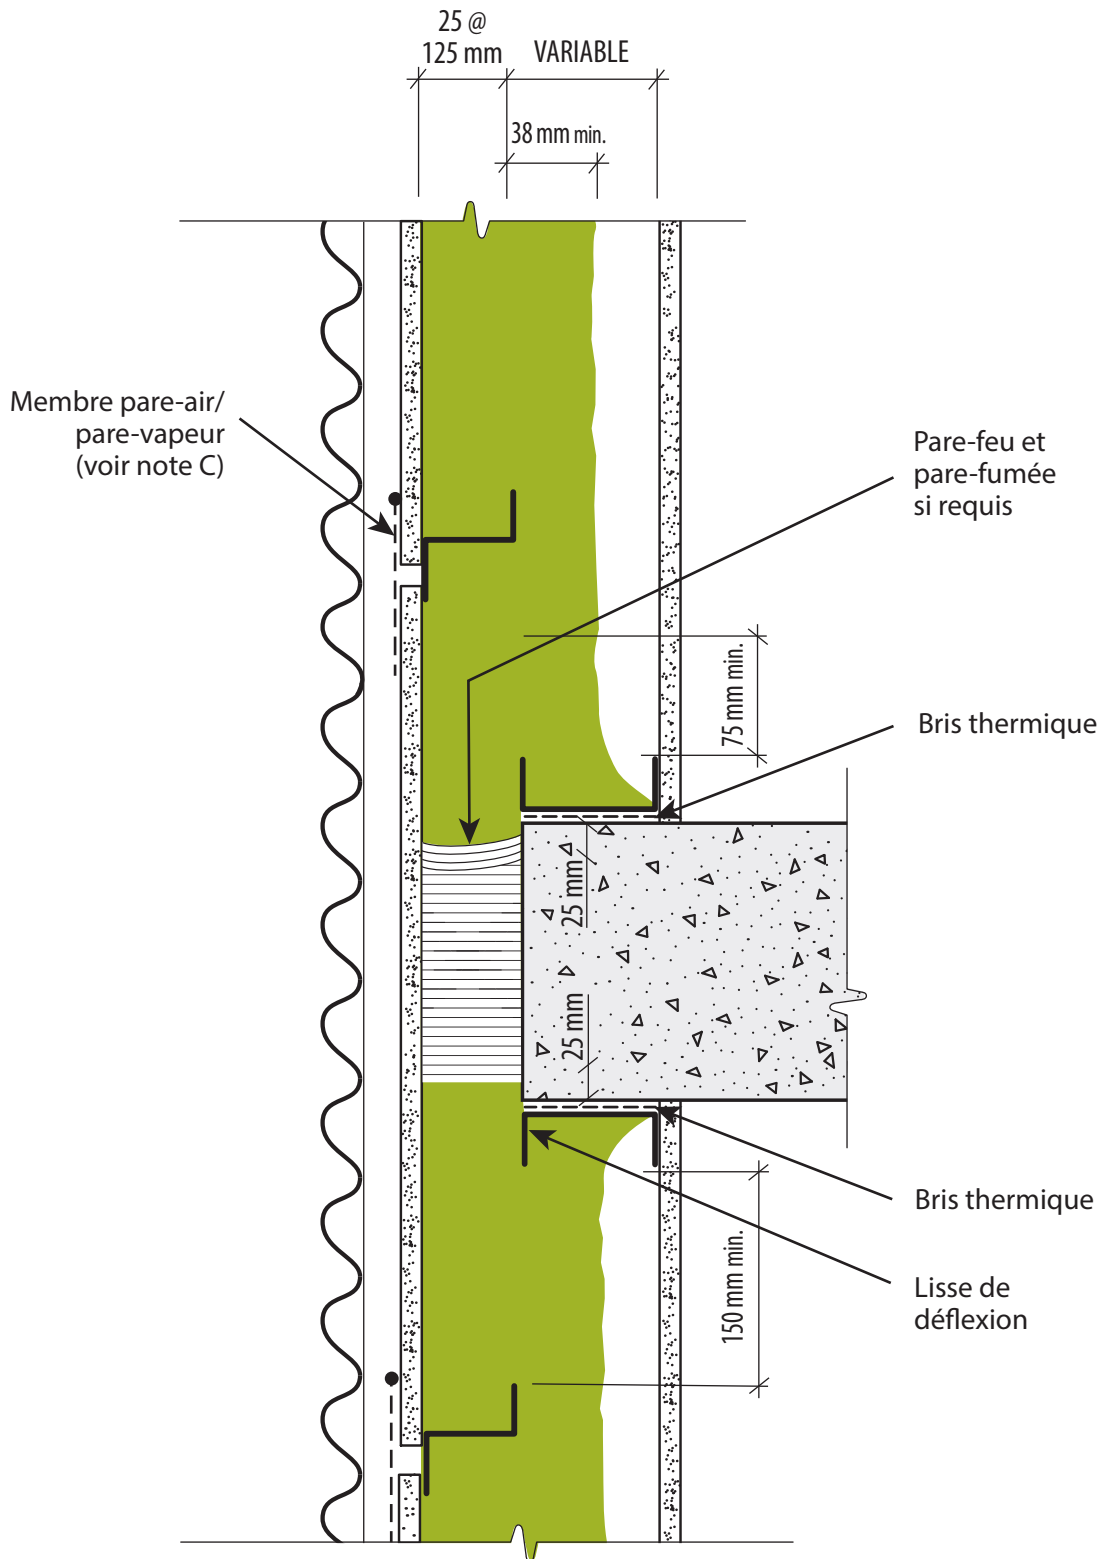 25 @
125 mm
VARIABLE
38 mm min.
Membre pare-air/
pare-vapeur
(voir note C)
Pare-feu et
pare-fumée
si requis
75 mm min.
Bris thermique
25 mm
25 mm
Bris thermique
150 mm min.
Lisse de
déflexion